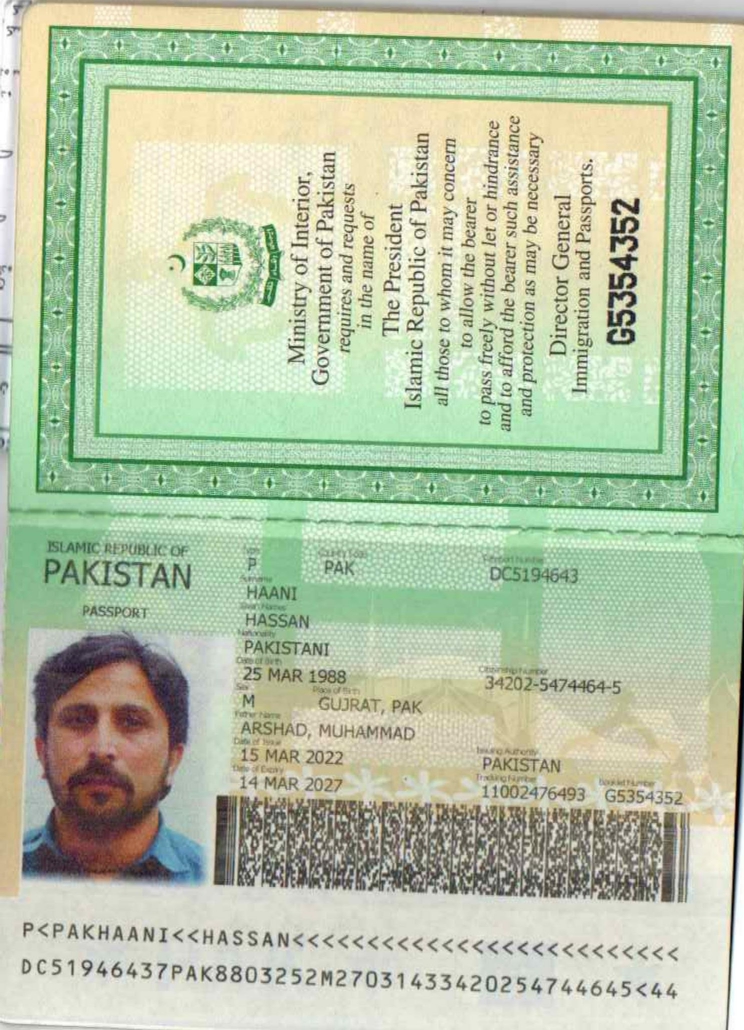 Ministry of Interior,
Government of Pakistan
requires and requests
in the name of
The President
Islamic Republic of Pakistan
all those to whom it may concern
to allow the bearer
to pass freely without let or hindrance
and to afford the bearer such assistance
and protection as may be necessary
Director General
Immigration and Passports.
G5354352
ISLAMIC REPUBLIC OF
PAKISTAN
PASSPORT
Type Country Code Passport Number
P PAK DC5194643
Surname
HAANI
Given Names
HASSAN
Nationality
PAKISTANI
Date of Birth Citizenship Number
25 MAR 1988 34202-5474464-5
Sex Place of Birth
M GUJRAT, PAK
Father Name
ARSHAD, MUHAMMAD
Date of Issue Issuing Authority
15 MAR 2022 PAKISTAN
Date of Expiry Tracking Number Booklet Number
14 MAR 2027 11002476493 G5354352
P<PAKHAANI<<HASSAN<<<<<<<<<<<<<<<<<<<<<<<<<<
DC51946437PAK8803252M27031433420254744645<44